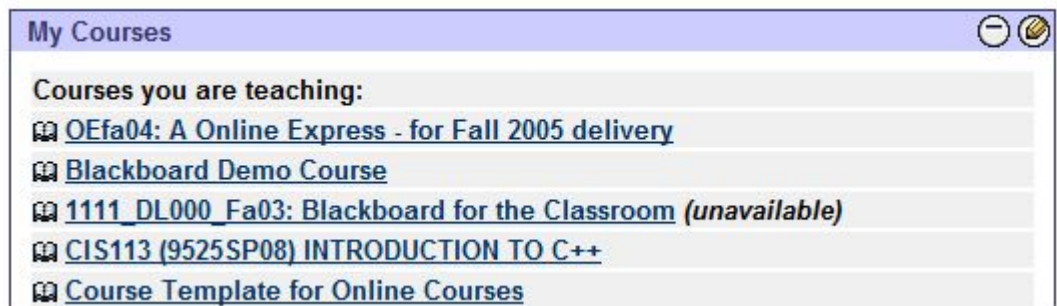 My Courses
Courses you are teaching:
OEfa04: A Online Express - for Fall 2005 delivery
Blackboard Demo Course
1111_DL000_Fa03: Blackboard for the Classroom (unavailable)
CIS113 (9525SP08) INTRODUCTION TO C++
Course Template for Online Courses